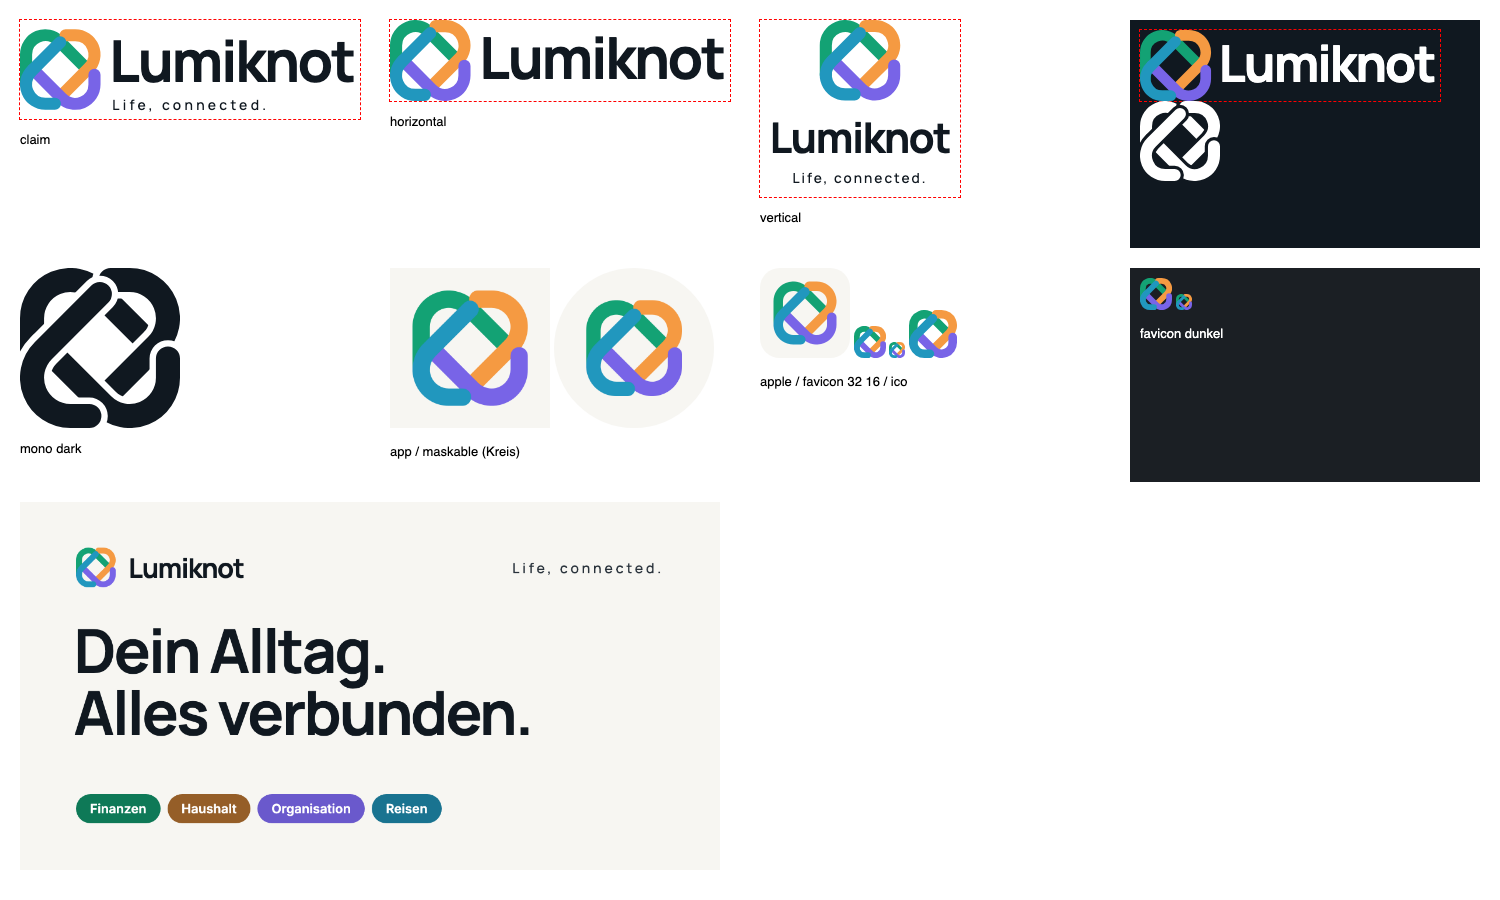 Lumiknot
Life, connected.
claim
Lumiknot
horizontal
Lumiknot
Life, connected.
vertical
Lumiknot
mono dark
app / maskable (Kreis)
apple / favicon 32 16 / ico
favicon dunkel
Lumiknot
Life, connected.
Dein Alltag.
Alles verbunden.
Finanzen
Haushalt
Organisation
Reisen